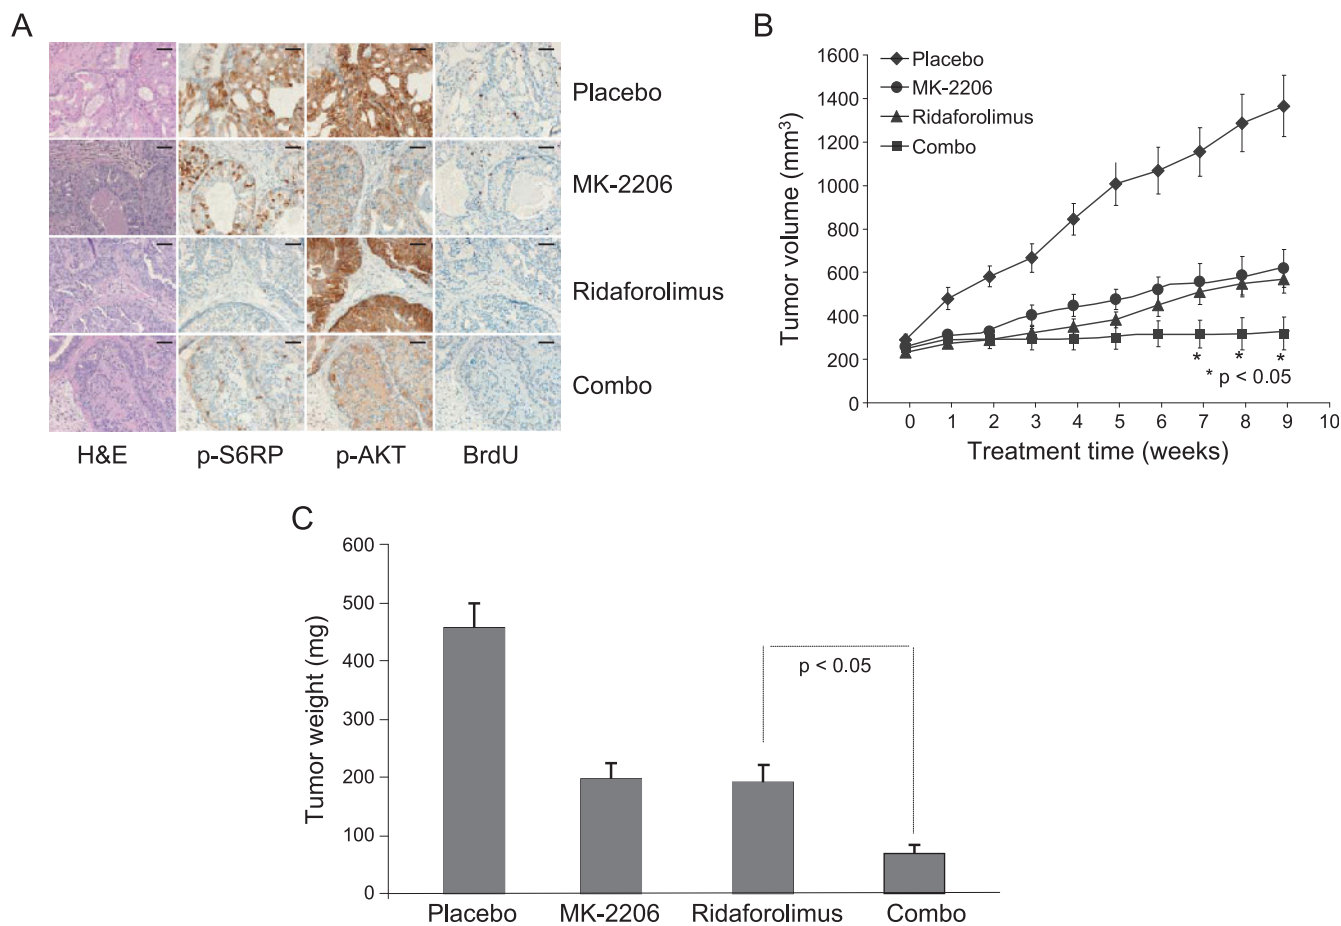 A
Placebo
MK-2206
Ridaforolimus
Combo
H&E p-S6RP p-AKT BrdU
B
Tumor volume (mm³)
1600
1400
1200
1000
800
600
400
200
0
Placebo
MK-2206
Ridaforolimus
Combo
* * *
* p < 0.05
0 1 2 3 4 5 6 7 8 9 10
Treatment time (weeks)
C
Tumor weight (mg)
600
500
400
300
200
100
0
p < 0.05
Placebo MK-2206 Ridaforolimus Combo